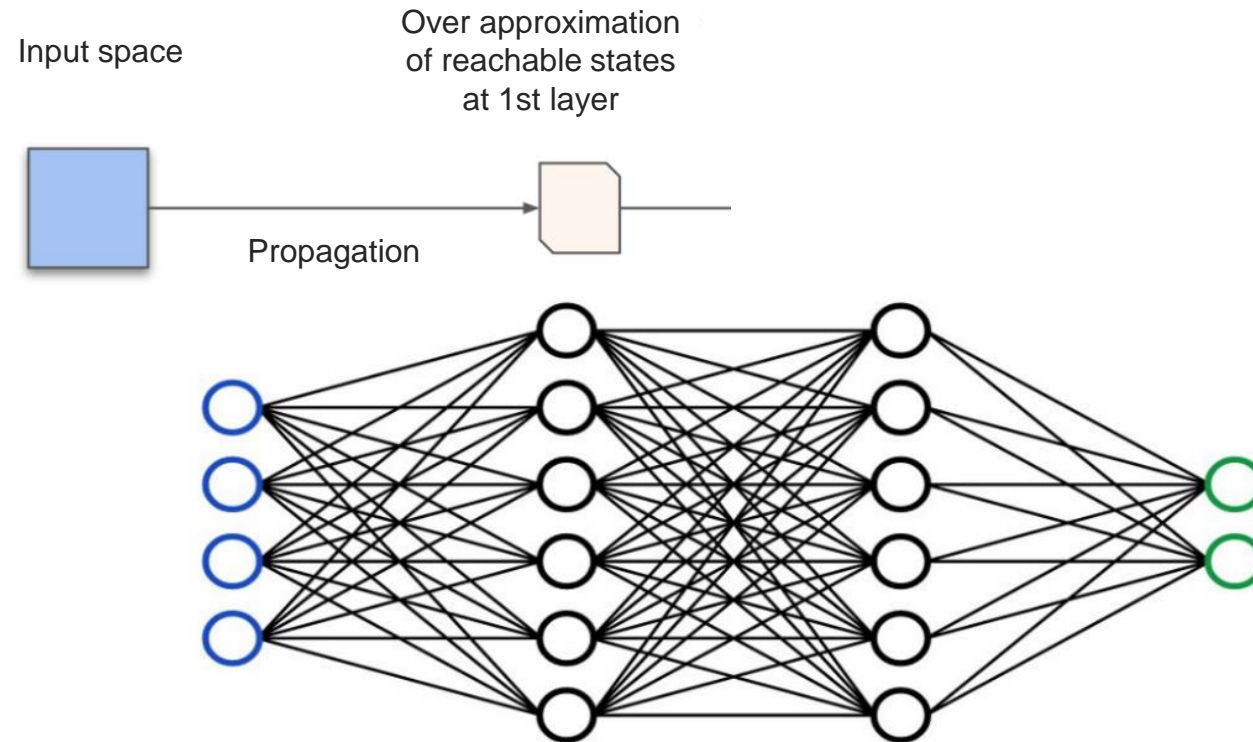 Input space
Over approximation
of reachable states
at 1st layer
Propagation